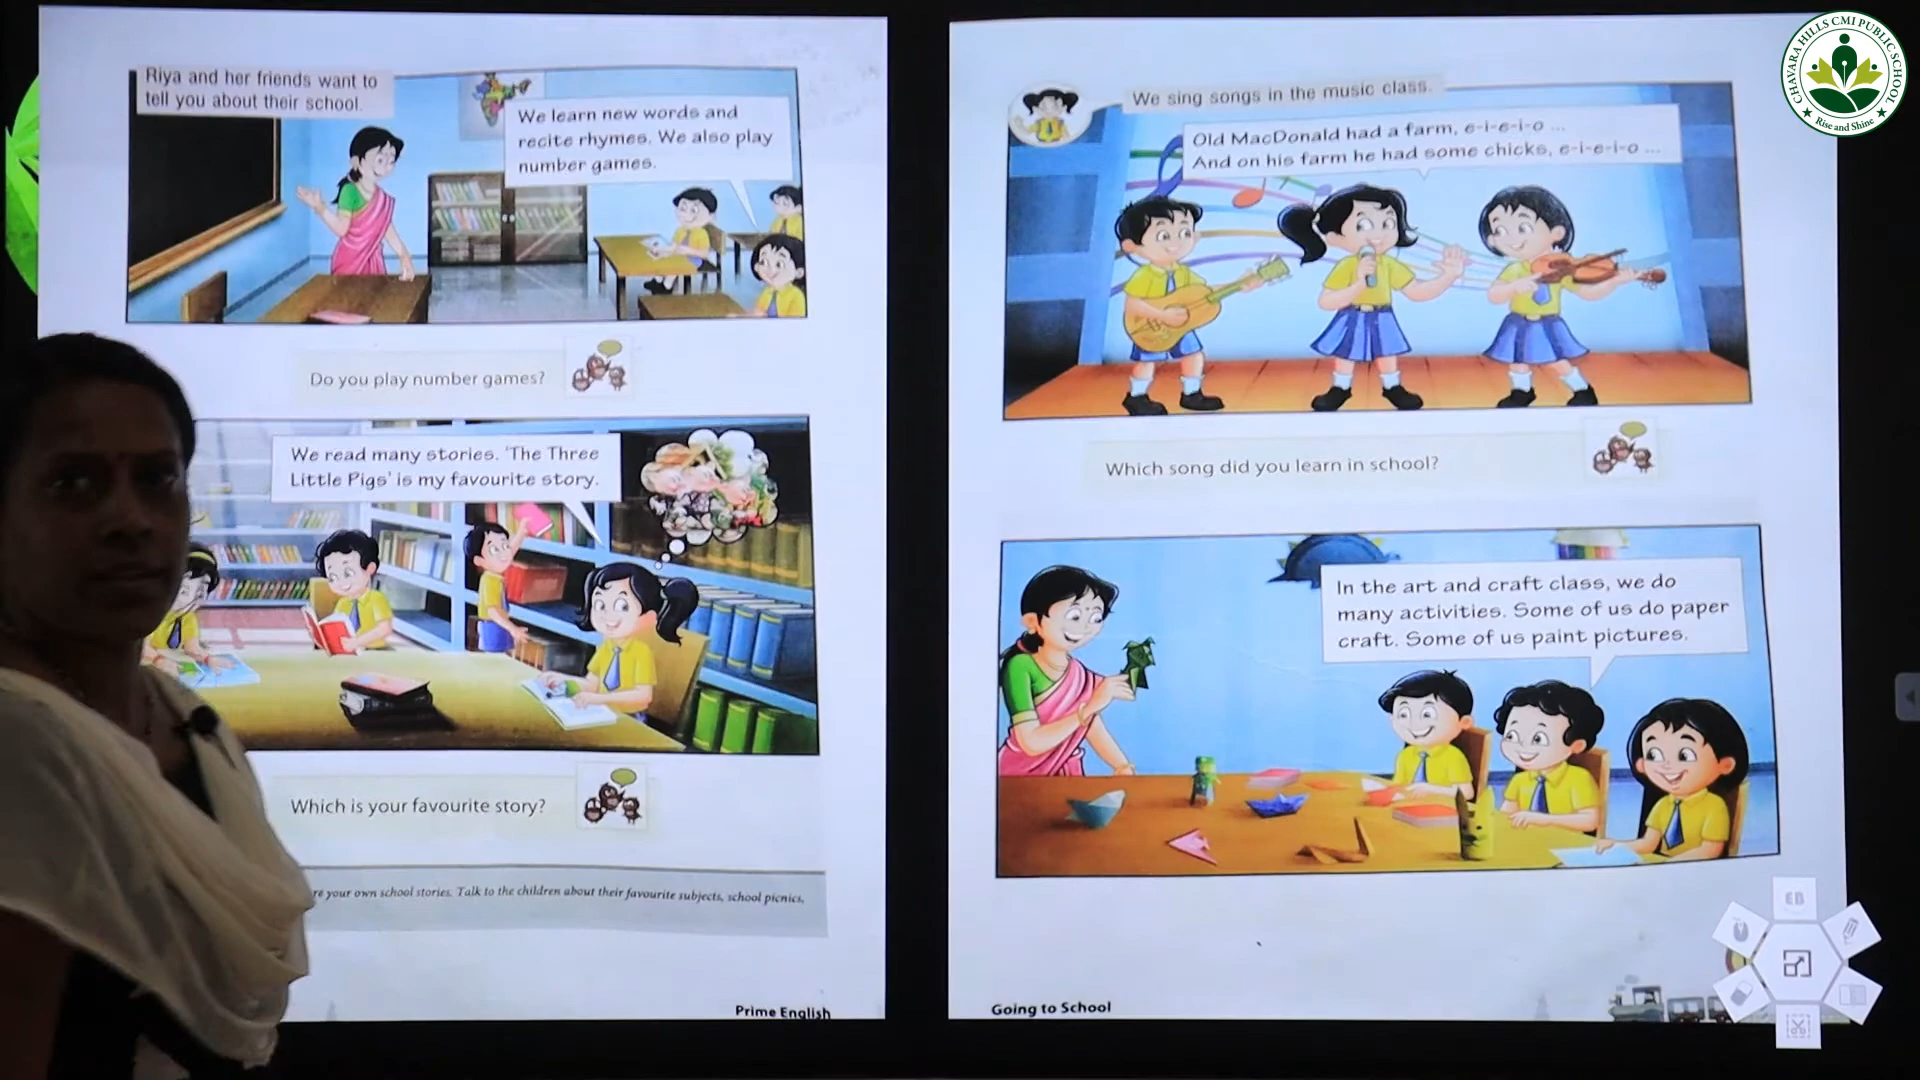 Riya and her friends want to
tell you about their school.
We learn new words and
recite rhymes. We also play
number games.
Do you play number games?
We read many stories. 'The Three
Little Pigs' is my favourite story.
Which is your favourite story?
your own school stories. Talk to the children about their favourite subjects, school picnics,
Prime English
We sing songs in the music class.
Old MacDonald had a farm, e-i-e-i-o ...
And on his farm he had some chicks, e-i-e-i-o ...
Which song did you learn in school?
In the art and craft class, we do
many activities. Some of us do paper
craft. Some of us paint pictures.
Going to School
CHAVARA HILLS CMI PUBLIC SCHOOL
Rise and Shine
EB